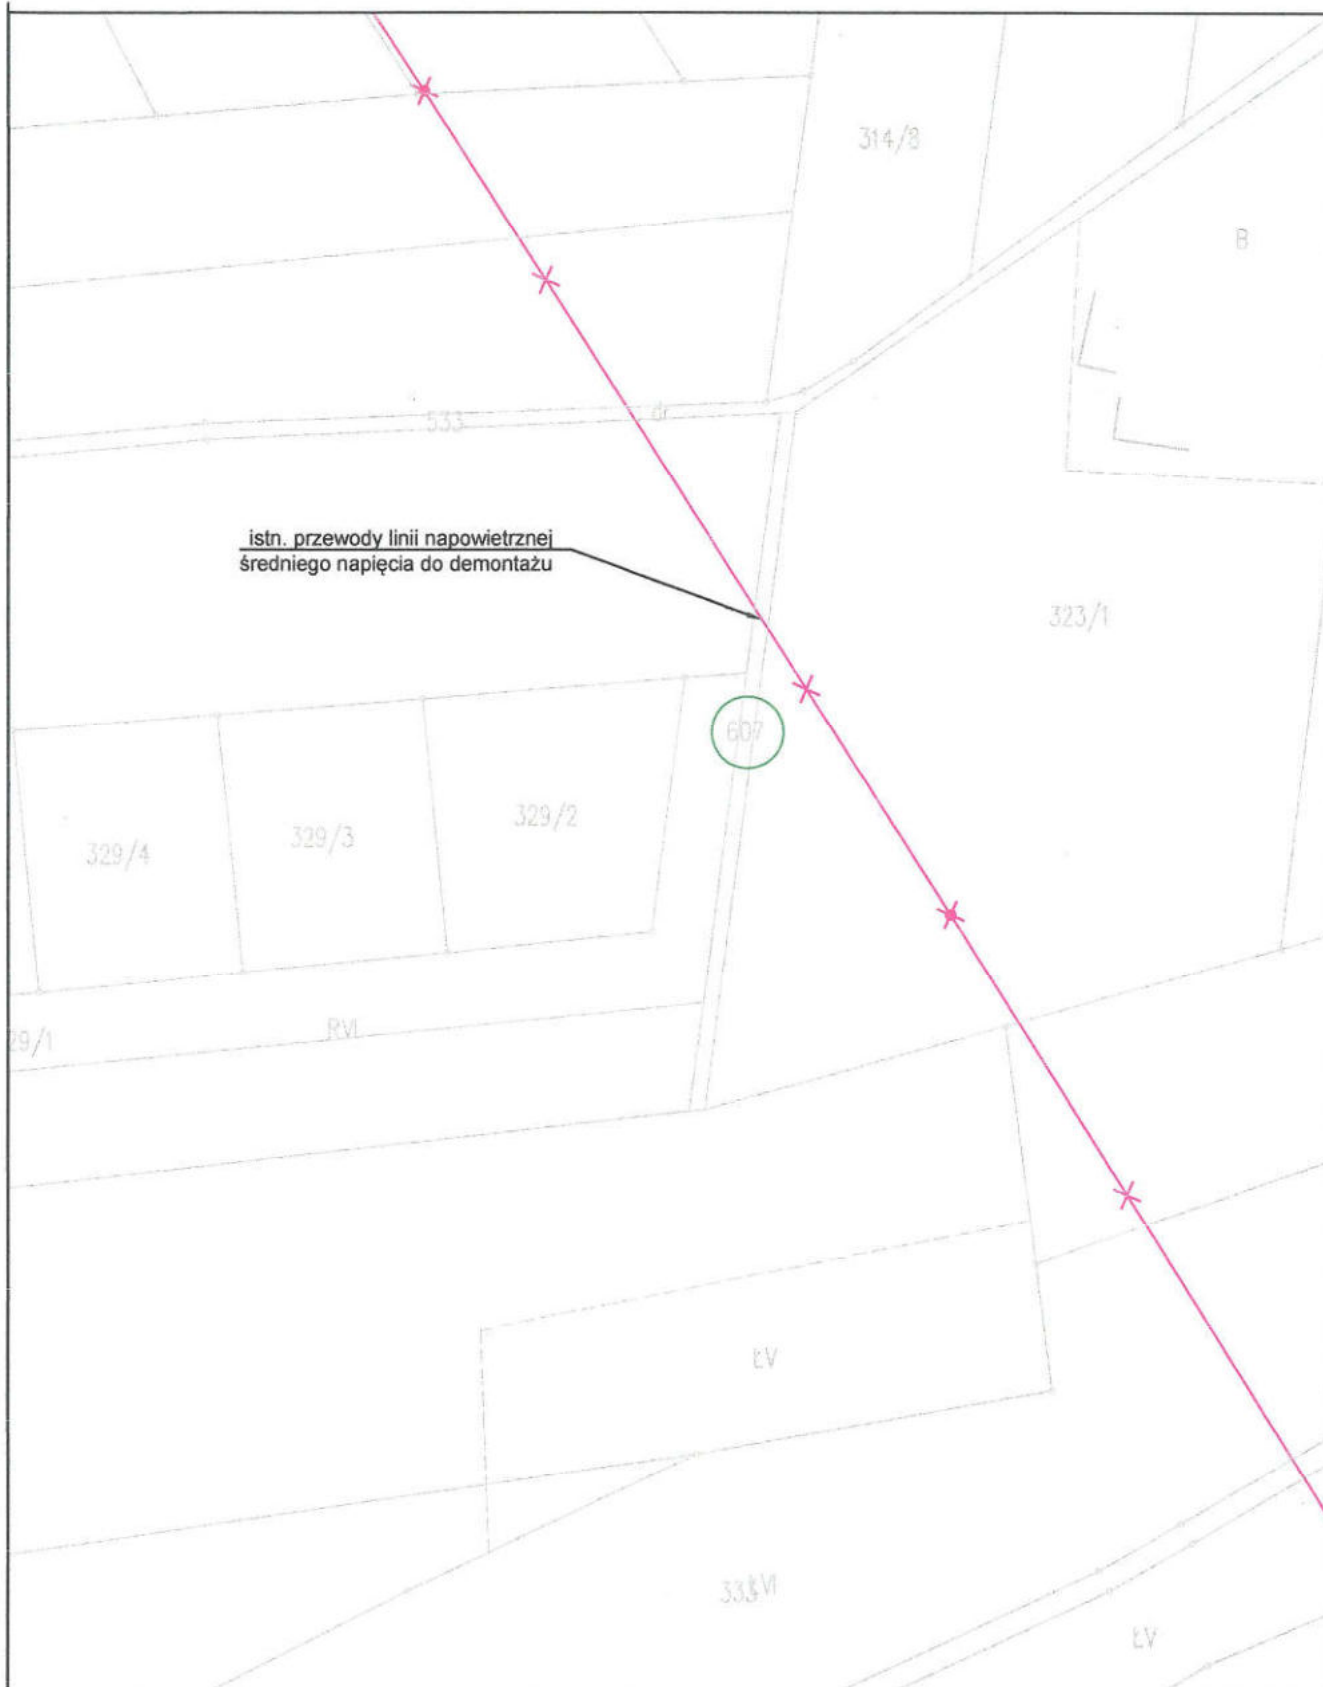 314/8
B
533
dr
istn. przewody linii napowietrznej
średniego napięcia do demontażu
323/1
607
329/2
329/3
329/4
29/1
RVI
ŁV
ŁVI
ŁV